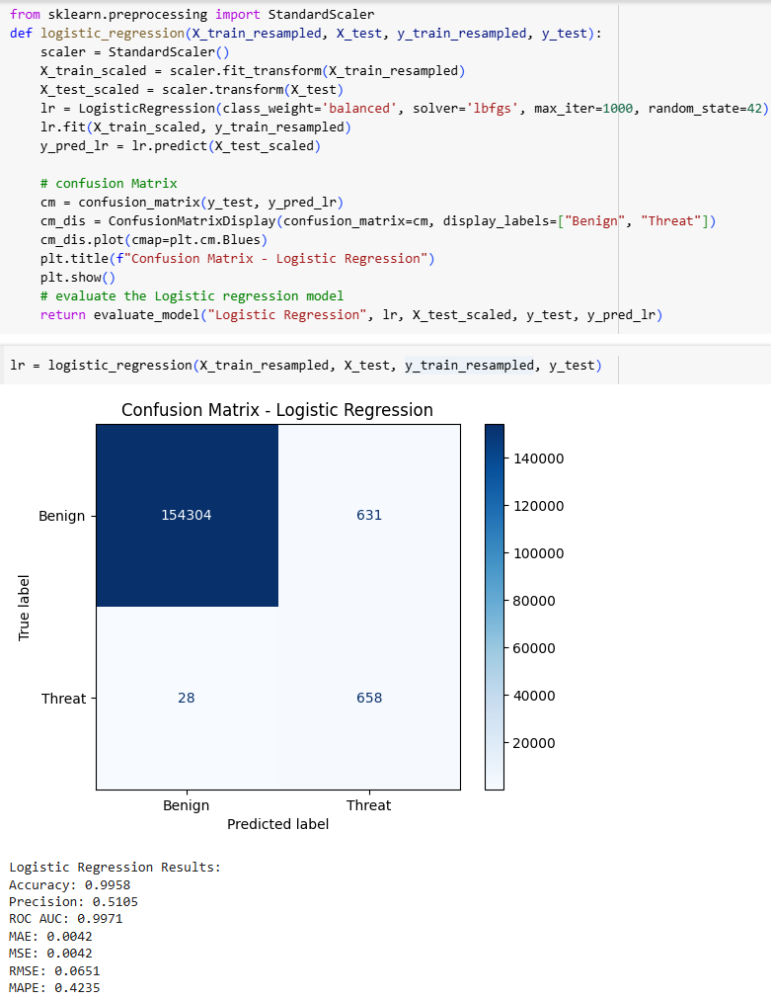 from sklearn.preprocessing import StandardScaler
def logistic_regression(X_train_resampled, X_test, y_train_resampled, y_test):
    scaler = StandardScaler()
    X_train_scaled = scaler.fit_transform(X_train_resampled)
    X_test_scaled = scaler.transform(X_test)
    lr = LogisticRegression(class_weight='balanced', solver='lbfgs', max_iter=1000, random_state=42)
    lr.fit(X_train_scaled, y_train_resampled)
    y_pred_lr = lr.predict(X_test_scaled)
    # confusion Matrix
    cm = confusion_matrix(y_test, y_pred_lr)
    cm_dis = ConfusionMatrixDisplay(confusion_matrix=cm, display_labels=["Benign", "Threat"])
    cm_dis.plot(cmap=plt.cm.Blues)
    plt.title(f"Confusion Matrix - Logistic Regression")
    plt.show()
    # evaluate the Logistic regression model
    return evaluate_model("Logistic Regression", lr, X_test_scaled, y_test, y_pred_lr)
lr = logistic_regression(X_train_resampled, X_test, y_train_resampled, y_test)
Confusion Matrix - Logistic Regression
True label
Benign
154304
631
Threat
28
658
Benign
Threat
Predicted label
140000
120000
100000
80000
60000
40000
20000
Logistic Regression Results:
Accuracy: 0.9958
Precision: 0.5105
ROC AUC: 0.9971
MAE: 0.0042
MSE: 0.0042
RMSE: 0.0651
MAPE: 0.4235